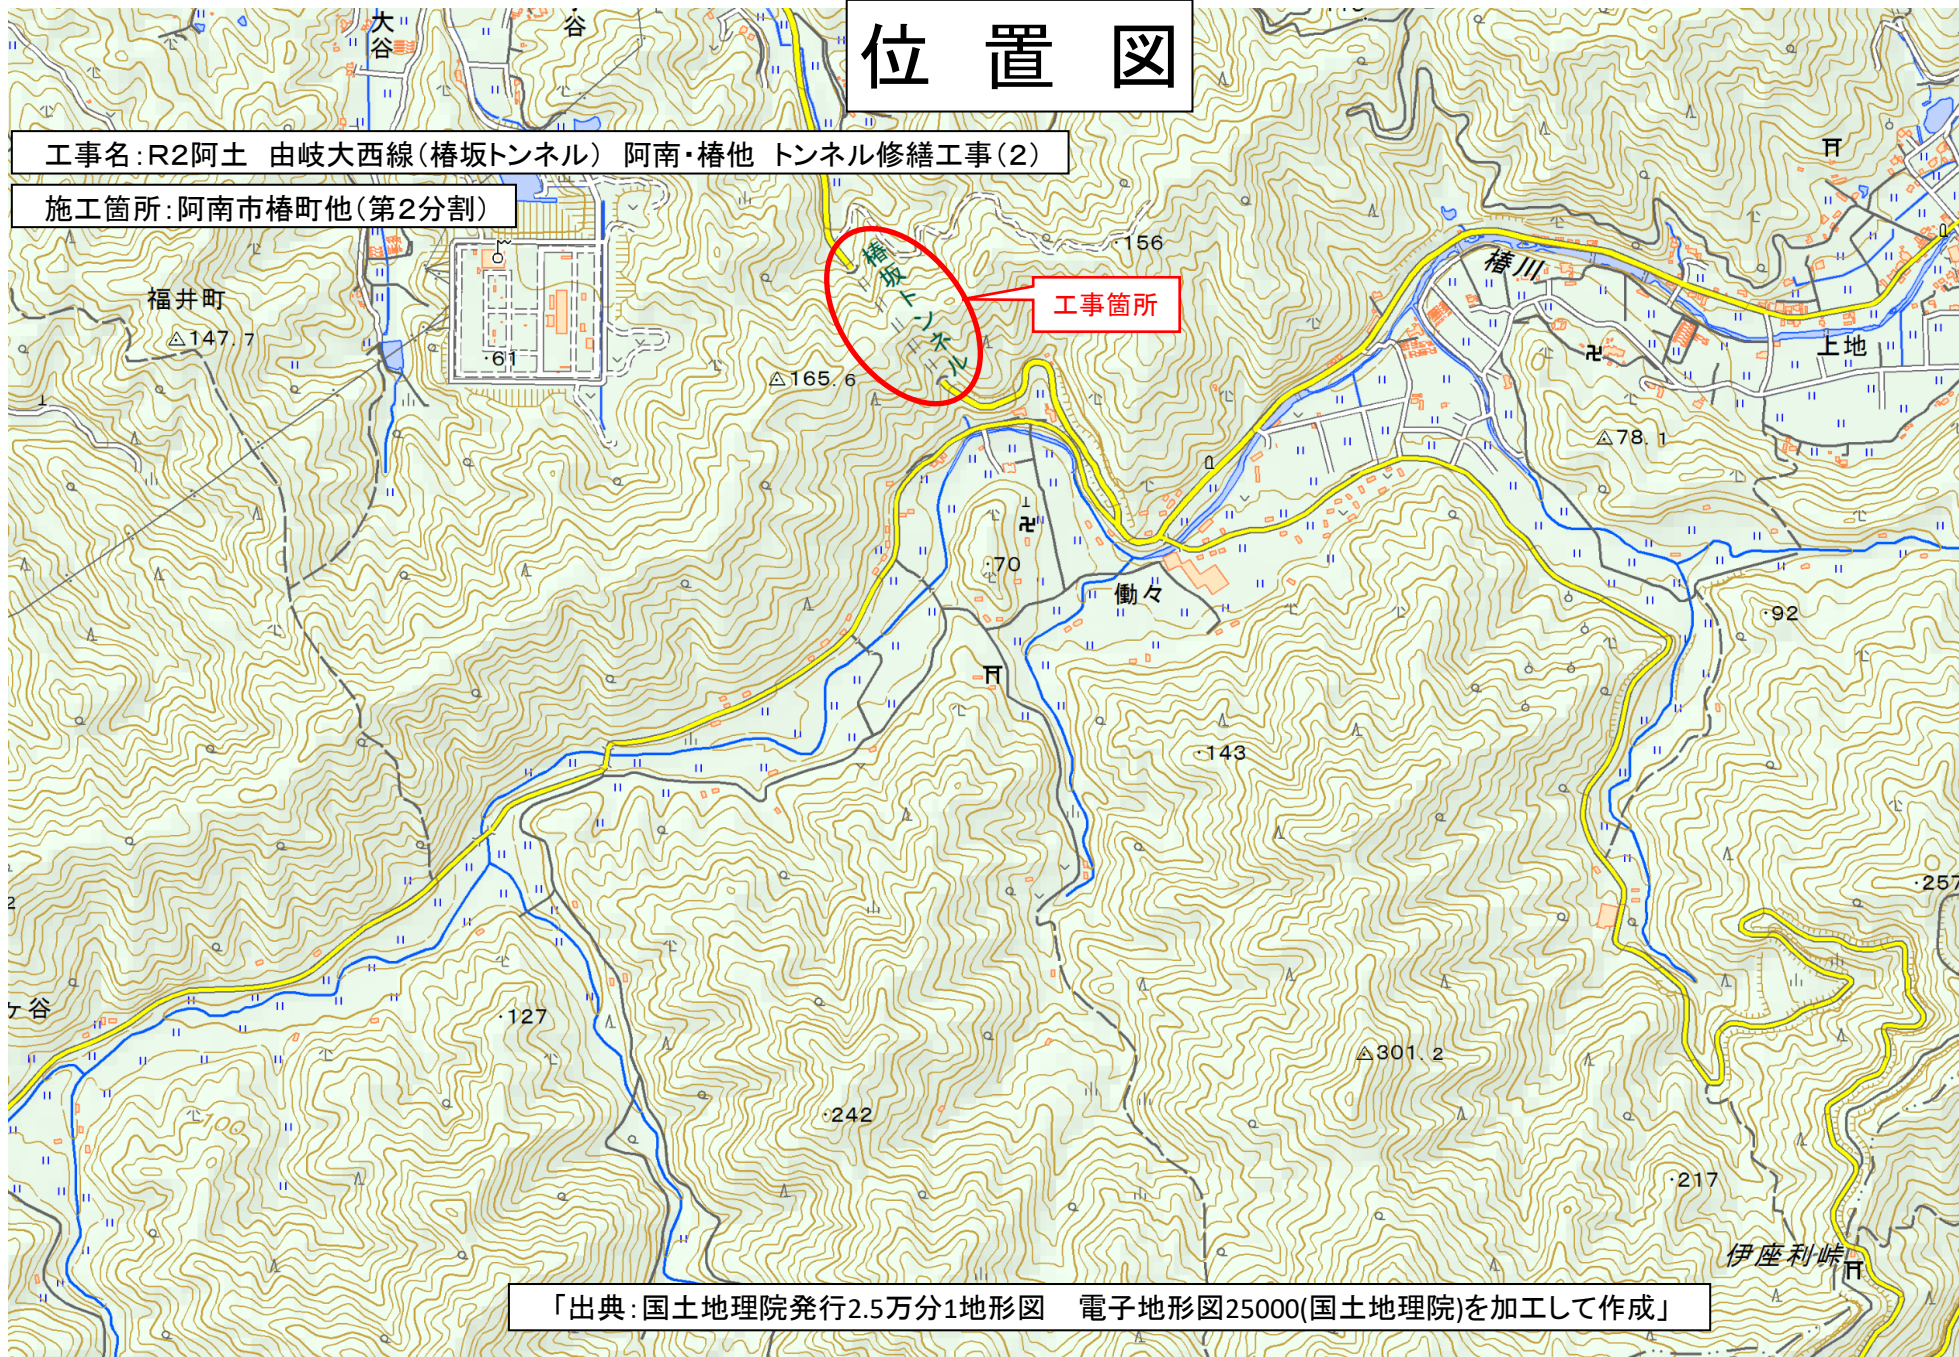 位 置 図
大谷
谷
工事名:R2阿土 由岐大西線(椿坂トンネル) 阿南・椿他 トンネル修繕工事(2)
施工箇所:阿南市椿町他(第2分割)
156
椿坂トンネル
椿川
工事箇所
福井町
147.7
61
165.6
上地
78.1
70
働々
92
143
257
ケ谷
127
301.2
100
242
217
伊座利峠
「出典:国土地理院発行2.5万分1地形図 電子地形図25000(国土地理院)を加工して作成」